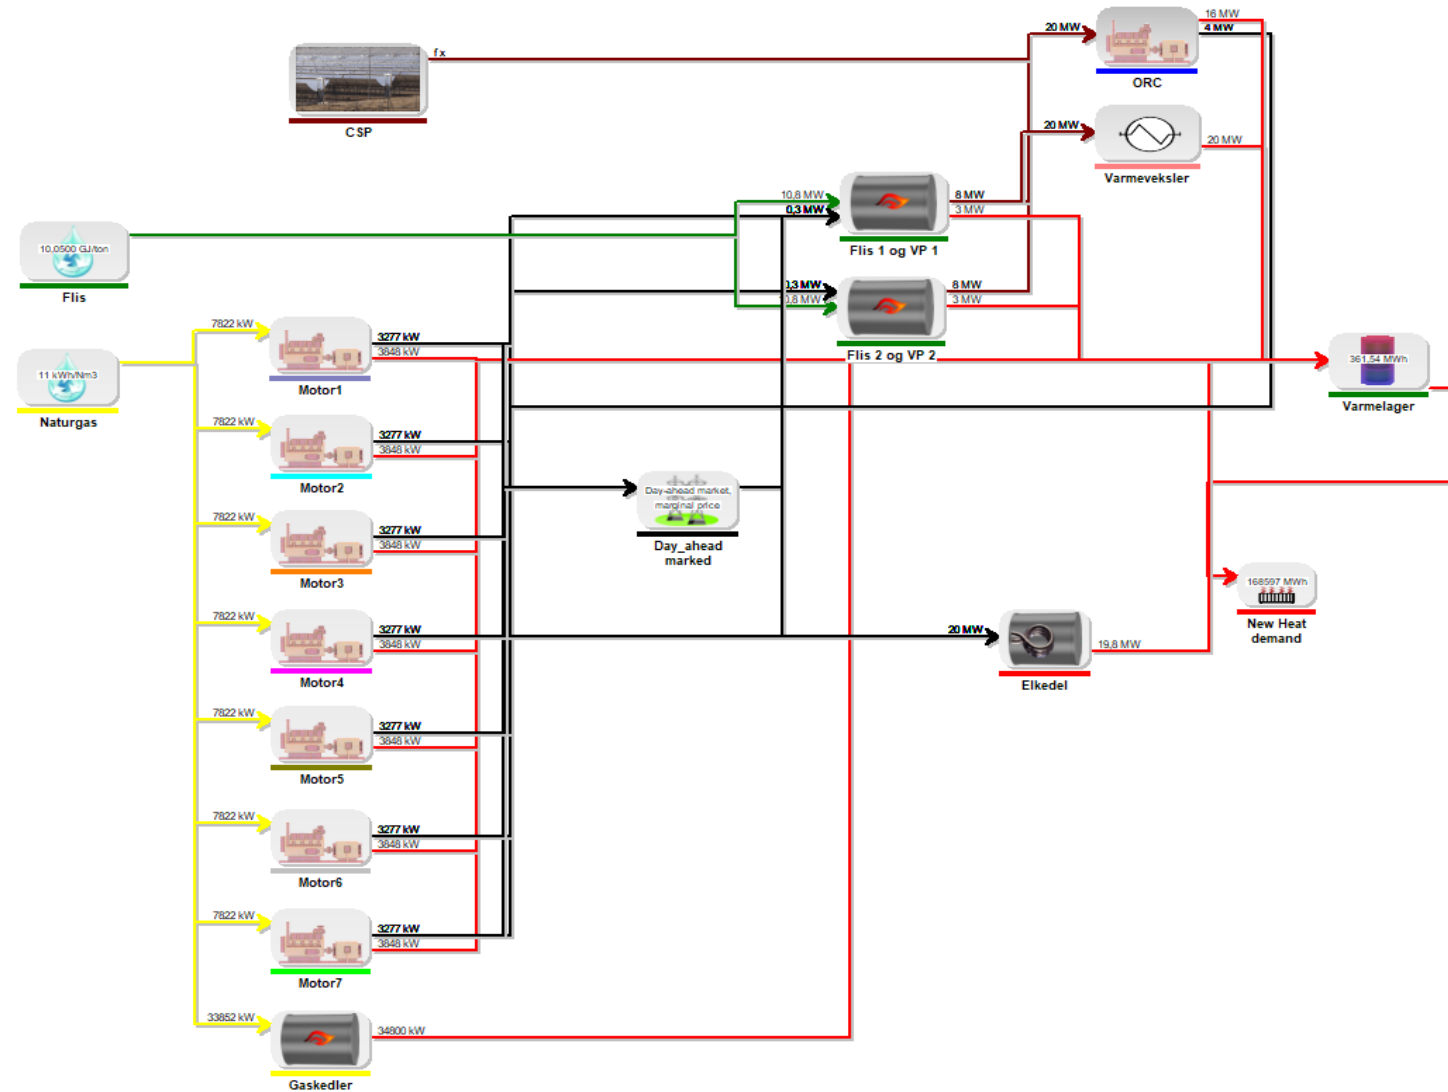 16 MW
20 MW
4 MW
ORC
f x
CSP
20 MW
20 MW
Varmeveksler
10,8 MW
0,3 MW
8 MW
3 MW
Flis 1 og VP 1
10,0500 GJ/ton
Flis
0,3 MW
10,8 MW
8 MW
3 MW
Flis 2 og VP 2
11 kWh/Nm3
Naturgas
7822 kW
3277 kW
3848 kW
Motor1
361,54 MWh
Varmelager
7822 kW
3277 kW
3848 kW
Motor2
Day-ahead market,
marginal price
Day_ahead
marked
7822 kW
3277 kW
3848 kW
Motor3
168597 MWh
New Heat
demand
7822 kW
3277 kW
3848 kW
Motor4
20 MW
19,8 MW
Elkedel
7822 kW
3277 kW
3848 kW
Motor5
7822 kW
3277 kW
3848 kW
Motor6
7822 kW
3277 kW
3848 kW
Motor7
33852 kW
34800 kW
Gaskedler